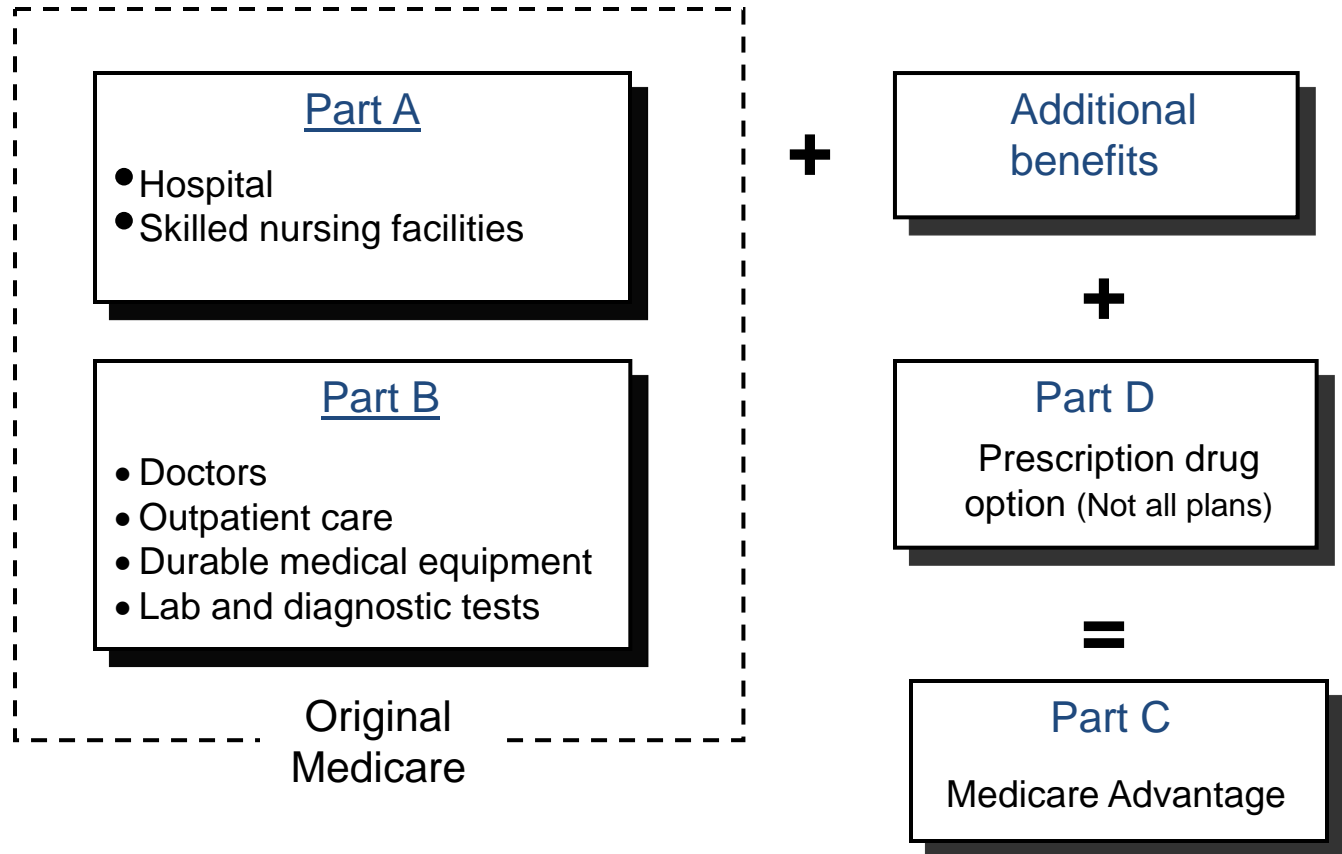 Part A
• Hospital
• Skilled nursing facilities
Part B
• Doctors
• Outpatient care
• Durable medical equipment
• Lab and diagnostic tests
Original
Medicare
+
Additional
benefits
+
Part D
Prescription drug
option (Not all plans)
=
Part C
Medicare Advantage